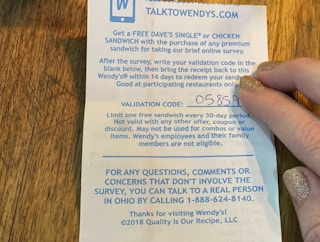 TALKTOWENDYS.COM
Get a FREE DAVE'S SINGLE® or CHICKEN
SANDWICH with the purchase of any premium
sandwich for taking our brief online survey.
After the survey, write your validation code in the
blank below, then bring the receipt back to this
Wendy's® within 14 days to redeem your
Good at participating restaurants
VALIDATION CODE: 0585
Limit one free sandwich every 30-day period
Not valid with any other offer, coupon or
discount. May not be used for combos or value
items. Wendy's employees and their family
members are not eligible.
FOR ANY QUESTIONS, COMMENTS OR
CONCERNS THAT DON'T INVOLVE THE
SURVEY, YOU CAN TALK TO A REAL PERSON
IN OHIO BY CALLING 1-888-624-8140.
Thanks for visiting Wendy's!
©2018 Quality Is Our Recipe, LLC